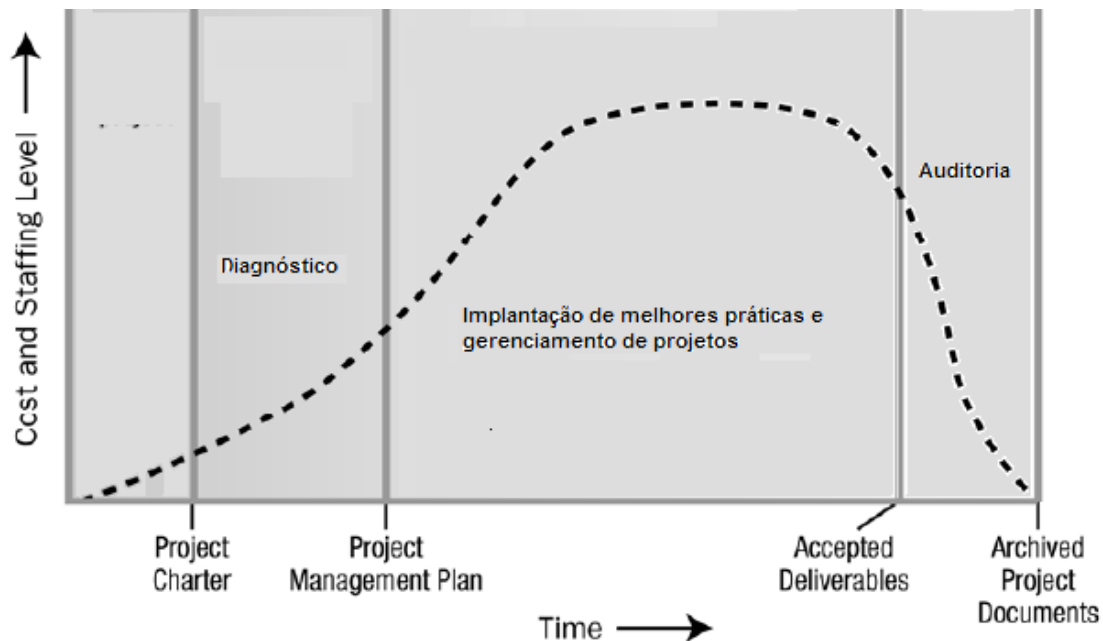 Cost and Staffing Level
Auditoria
Diagnóstico
Implantação de melhores práticas e
gerenciamento de projetos
Project
Charter
Project
Management Plan
Accepted
Deliverables
Archived
Project
Documents
Time